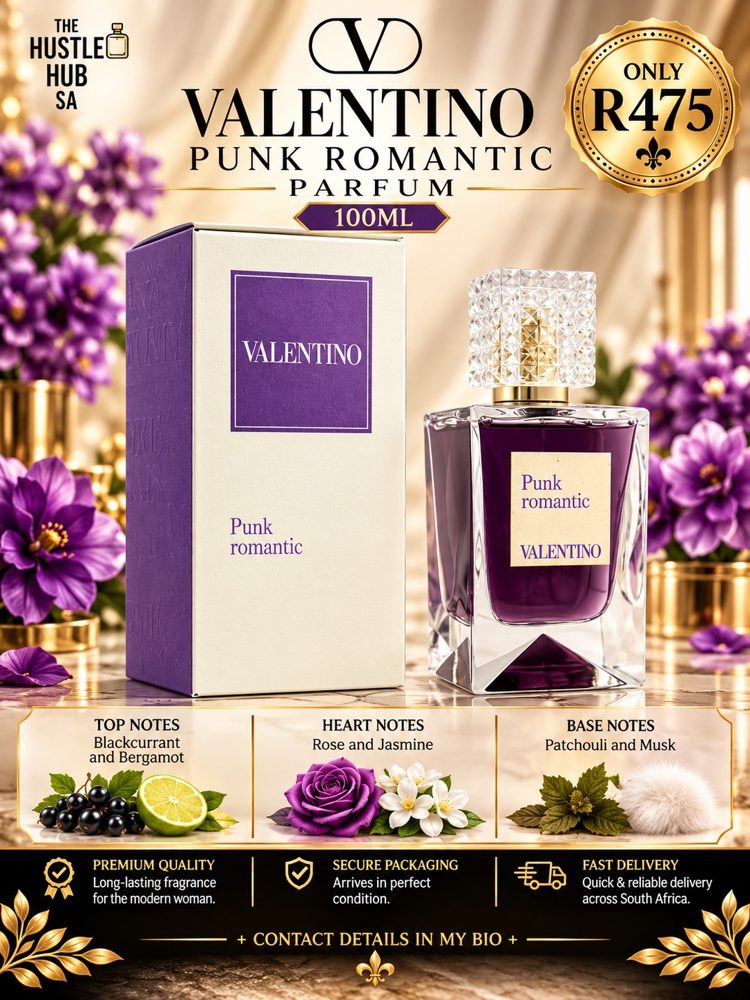 THE
HUSTLE
HUB
SA
V
VALENTINO
PUNK ROMANTIC
PARFUM
100ML
ONLY
R475
VALENTINO
Punk
romantic
Punk
romantic
VALENTINO
TOP NOTES
Blackcurrant
and Bergamot
HEART NOTES
Rose and Jasmine
BASE NOTES
Patchouli and Musk
PREMIUM QUALITY
Long-lasting fragrance
for the modern woman.
SECURE PACKAGING
Arrives in perfect
condition.
FAST DELIVERY
Quick & reliable delivery
across South Africa.
+ CONTACT DETAILS IN MY BIO +